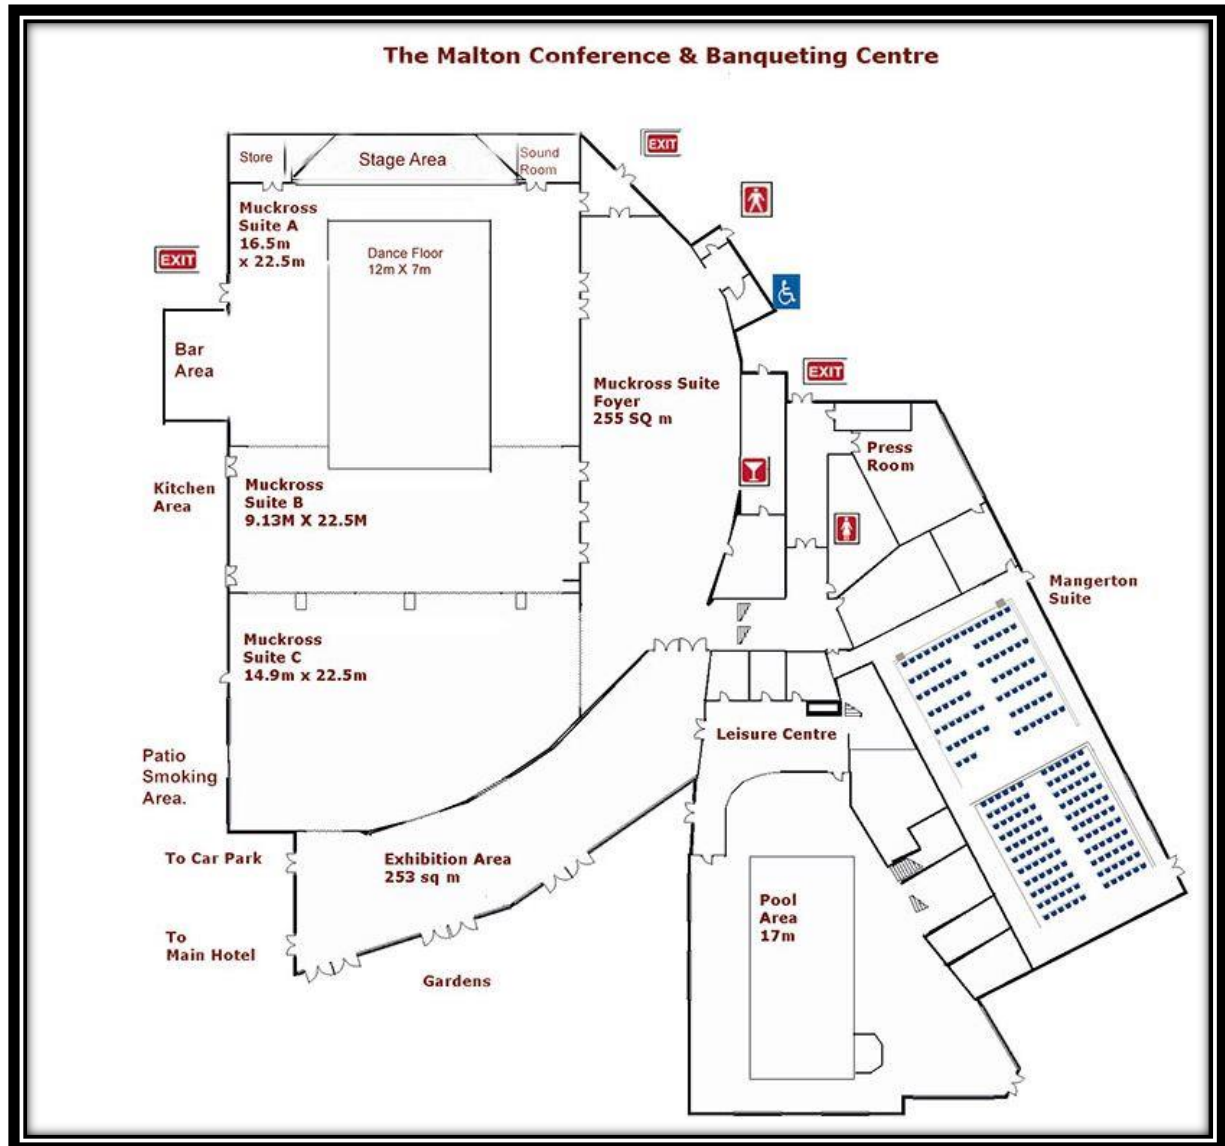 The Malton Conference & Banqueting Centre
EXIT
Store
Stage Area
Sound
Room
Muckross
Suite A
16.5m
x 22.5m
EXIT
Dance Floor
12m X 7m
Bar
Area
Muckross Suite
Foyer
255 SQ m
EXIT
Press
Room
Kitchen
Area
Muckross
Suite B
9.13M X 22.5M
Mangerton
Suite
Muckross
Suite C
14.9m x 22.5m
Leisure Centre
Patio
Smoking
Area.
To Car Park
Exhibition Area
253 sq m
Pool
Area
17m
To
Main Hotel
Gardens